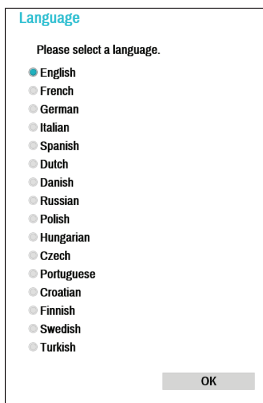 Language
Please select a language.
English
French
German
Italian
Spanish
Dutch
Danish
Russian
Polish
Hungarian
Czech
Portuguese
Croatian
Finnish
Swedish
Turkish
OK